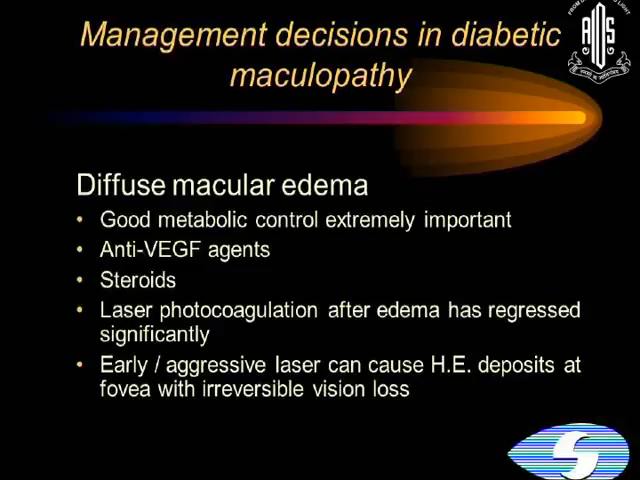 Management decisions in diabetic
maculopathy
AIOS
Diffuse macular edema
• Good metabolic control extremely important
• Anti-VEGF agents
• Steroids
• Laser photocoagulation after edema has regressed
significantly
• Early / aggressive laser can cause H.E. deposits at
fovea with irreversible vision loss